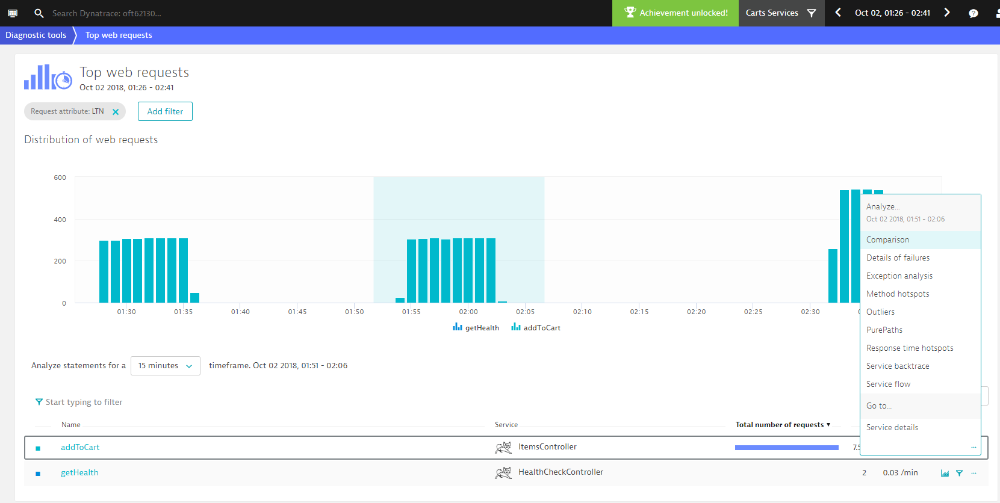 Search Dynatrace: oft62130...
Achievement unlocked!
Carts Services
Oct 02, 01:26 - 02:41
Diagnostic tools
Top web requests
Top web requests
Oct 02 2018, 01:26 - 02:41
Request attribute: LTN
Add filter
Distribution of web requests
600
400
200
0
01:30 01:35 01:40 01:45 01:50 01:55 02:00 02:05 02:10 02:15 02:20 02:25 02:30
getHealth addToCart
Analyze...
Oct 02 2018, 01:51 - 02:06
Comparison
Details of failures
Exception analysis
Method hotspots
Outliers
PurePaths
Response time hotspots
Service backtrace
Service flow
Go to...
Service details
...
Analyze statements for a 15 minutes timeframe. Oct 02 2018, 01:51 - 02:06
Start typing to filter
Name Service Total number of requests ▼
addToCart ItemsController
getHealth HealthCheckController 2 0.03 /min ...